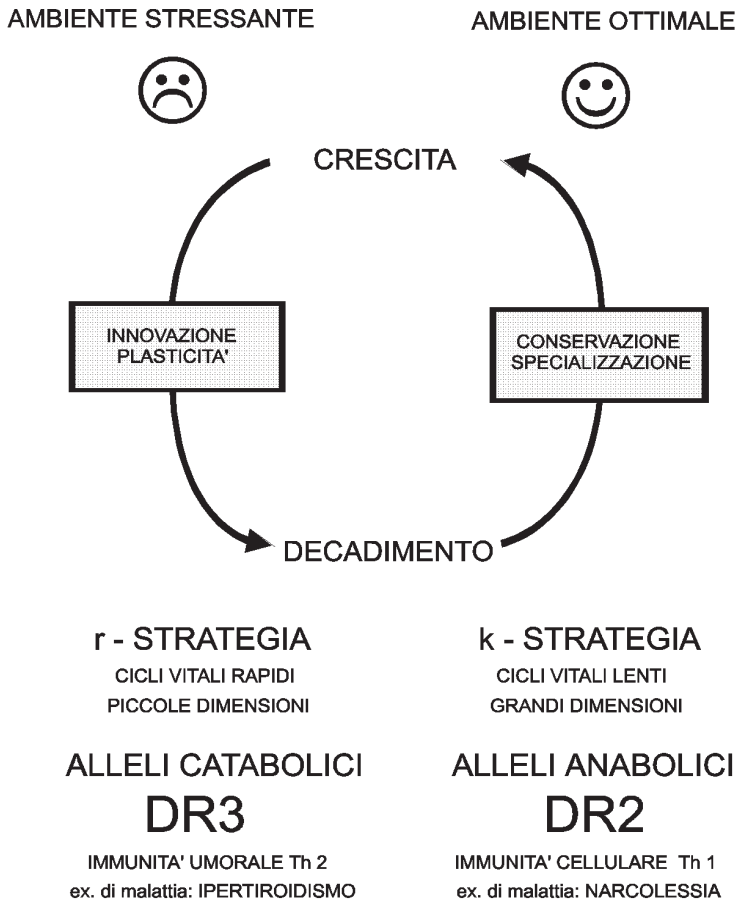 AMBIENTE STRESSANTE
AMBIENTE OTTIMALE
CRESCITA
INNOVAZIONE
PLASTICITA'
CONSERVAZIONE
SPECIALIZZAZIONE
DECADIMENTO
r - STRATEGIA
CICLI VITALI RAPIDI
PICCOLE DIMENSIONI
k - STRATEGIA
CICLI VITALI LENTI
GRANDI DIMENSIONI
ALLELI CATABOLICI
DR3
IMMUNITA' UMORALE Th 2
ex. di malattia: IPERTIROIDISMO
ALLELI ANABOLICI
DR2
IMMUNITA' CELLULARE Th 1
ex. di malattia: NARCOLESSIA